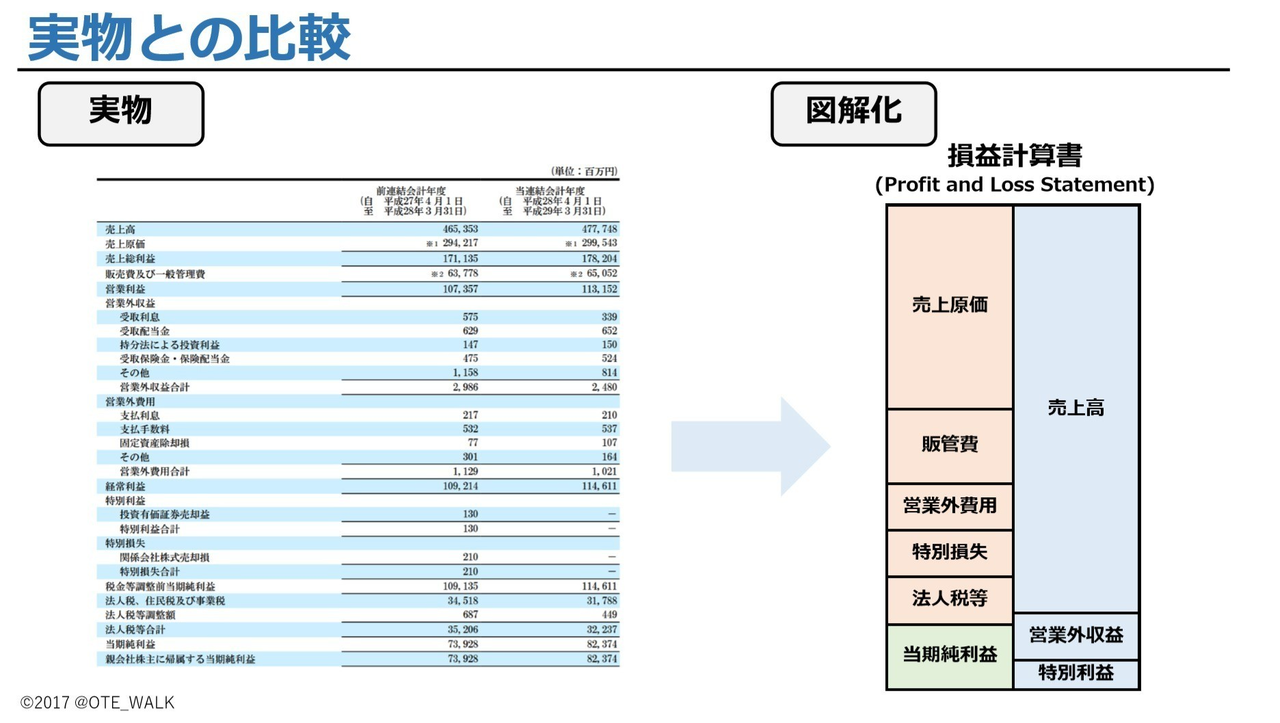 実物との比較
実物
(単位：百万円)
前連結会計年度 当連結会計年度
(自 平成27年4月1日 (自 平成28年4月1日
至 平成28年3月31日) 至 平成29年3月31日)
売上高 465,353 477,748
売上原価 ※1 294,217 ※1 299,543
売上総利益 171,135 178,204
販売費及び一般管理費 ※2 63,778 ※2 65,052
営業利益 107,357 113,152
営業外収益
受取利息 575 339
受取配当金 629 652
持分法による投資利益 147 150
受取保険金・保険配当金 475 524
その他 1,158 814
営業外収益合計 2,986 2,480
営業外費用
支払利息 217 210
支払手数料 532 537
固定資産除却損 77 107
その他 301 164
営業外費用合計 1,129 1,021
経常利益 109,214 114,611
特別利益
投資有価証券売却益 130 －
特別利益合計 130 －
特別損失
関係会社株式売却損 210 －
特別損失合計 210 －
税金等調整前当期純利益 109,135 114,611
法人税、住民税及び事業税 34,518 31,788
法人税等調整額 687 449
法人税等合計 35,206 32,237
当期純利益 73,928 82,374
親会社株主に帰属する当期純利益 73,928 82,374
図解化
損益計算書
(Profit and Loss Statement)
売上原価
販管費
営業外費用
特別損失
法人税等
当期純利益
売上高
営業外収益
特別利益
©2017 @OTE_WALK